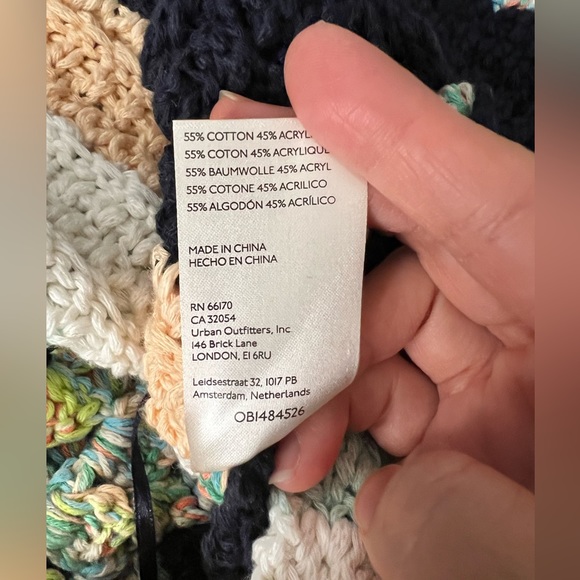 55% COTTON 45% ACRYL
55% COTON 45% ACRYLIQUE
55% BAUMWOLLE 45% ACRYL
55% COTONE 45% ACRILICO
55% ALGODÓN 45% ACRÍLICO
MADE IN CHINA
HECHO EN CHINA
RN 66170
CA 32054
Urban Outfitters, Inc
146 Brick Lane
LONDON, E1 6RU
Leidsestraat 32, 1017 PB
Amsterdam, Netherlands
OB1484526